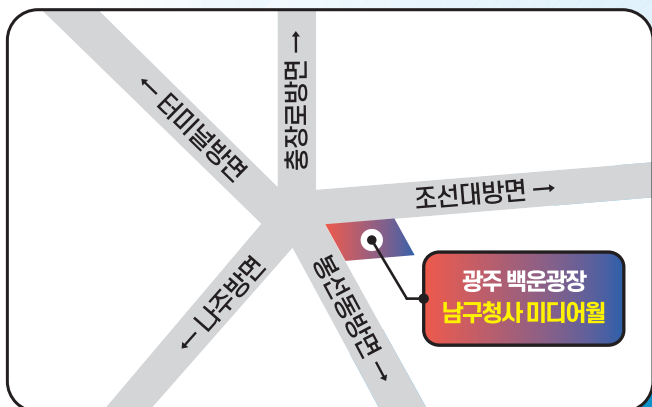 ← 터미널방면
충장로방면 →
조선대방면 →
← 나주방면
봉선동방면 →
광주 백운광장
남구청사 미디어월